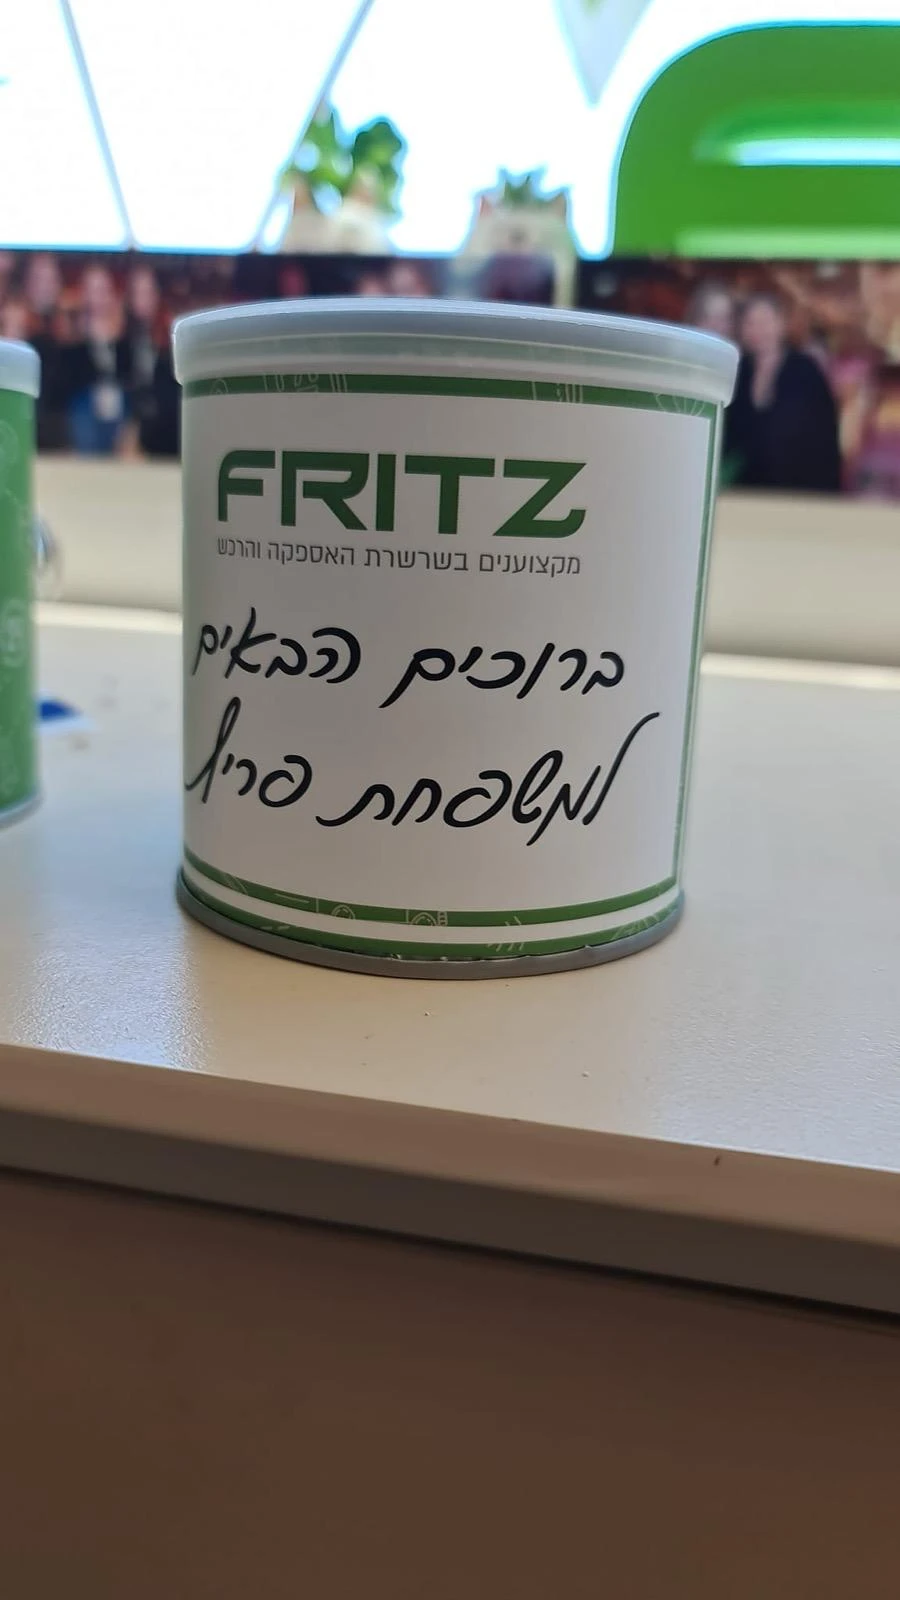 FRITZ
מקצוענים בשרשרת האספקה והרכש
ברוכים הבאים
למשפחת פריץ